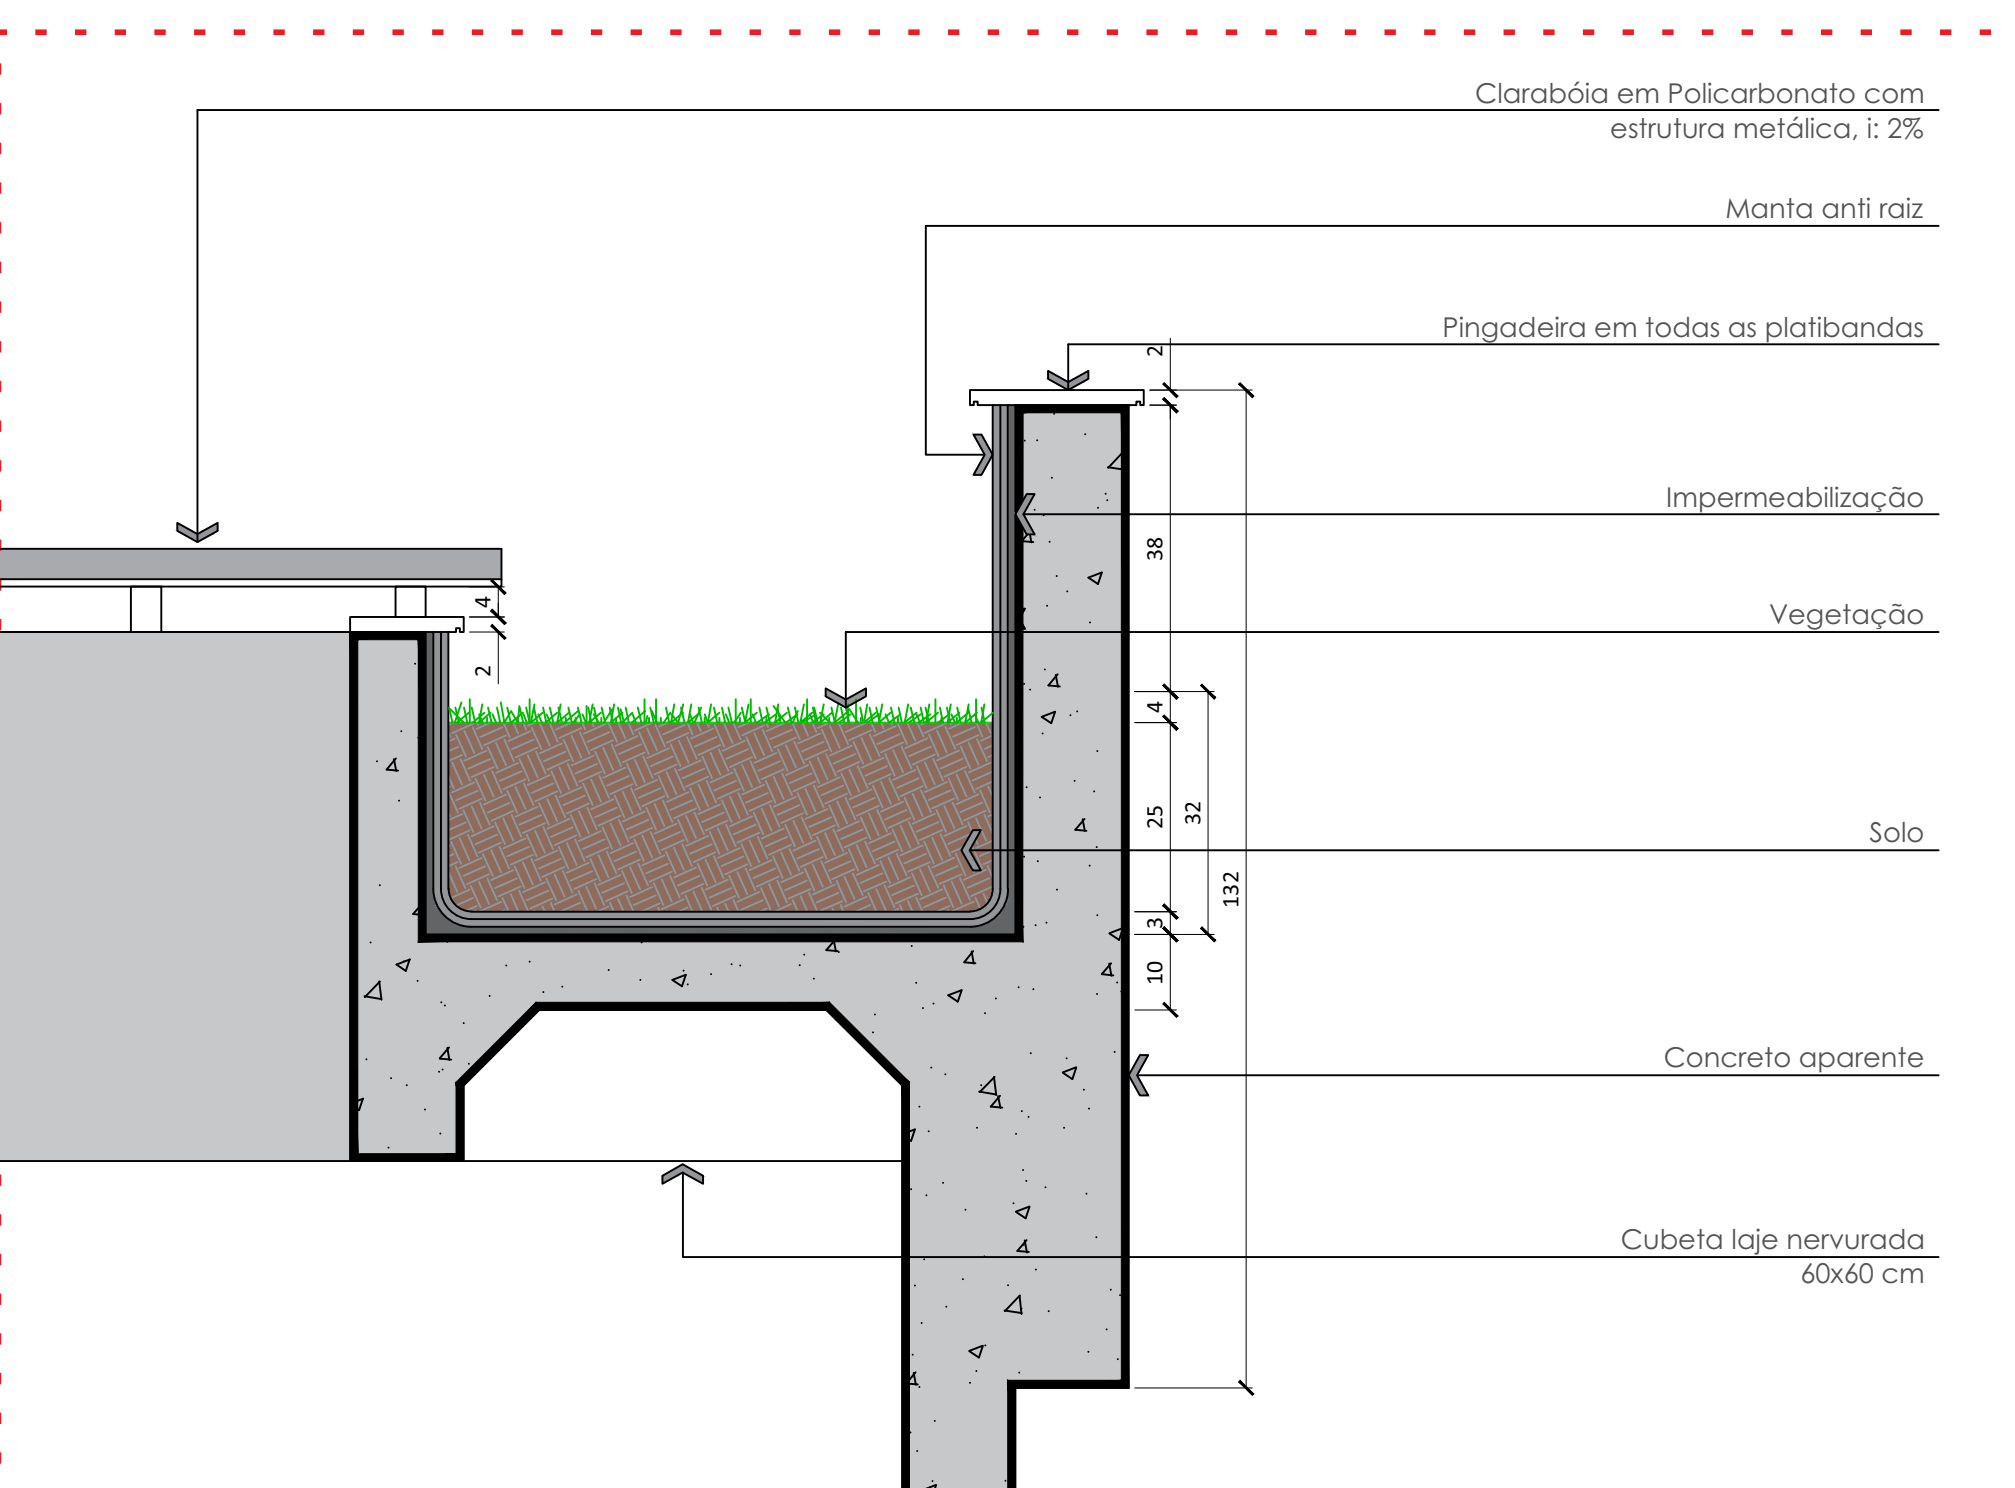 Clarabóia em Policarbonato com
estrutura metálica, i: 2%
Manta anti raiz
Pingadeira em todas as platibandas
2
Impermeabilização
38
4
Vegetação
2
4
25
32
Solo
132
3
10
Concreto aparente
Cubeta laje nervurada
60x60 cm